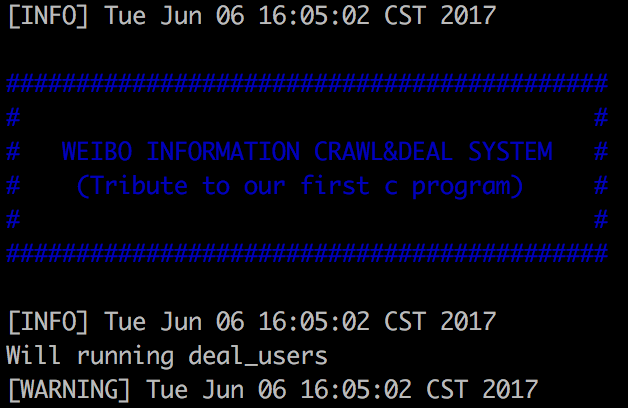 [INFO] Tue Jun 06 16:05:02 CST 2017
###########################################
#                                         #
#   WEIBO INFORMATION CRAWL&DEAL SYSTEM   #
#    (Tribute to our first c program)     #
#                                         #
###########################################
[INFO] Tue Jun 06 16:05:02 CST 2017
Will running deal_users
[WARNING] Tue Jun 06 16:05:02 CST 2017